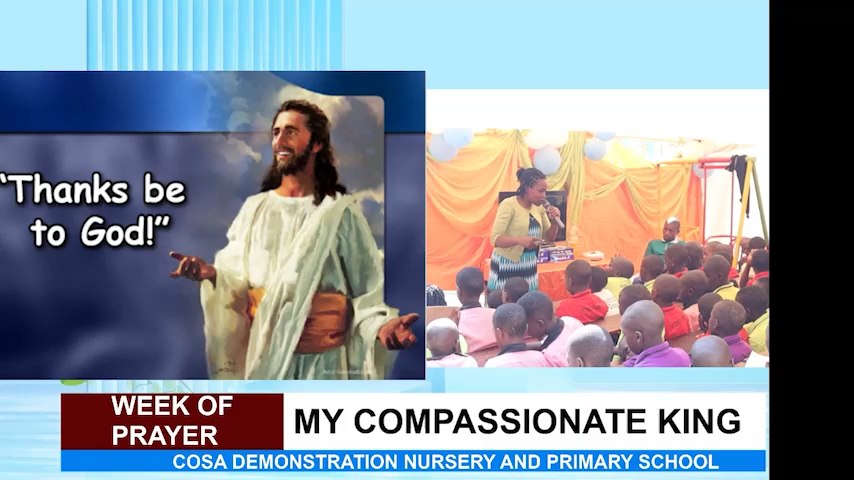 "Thanks be
to God!"
WEEK OF
PRAYER
MY COMPASSIONATE KING
COSA DEMONSTRATION NURSERY AND PRIMARY SCHOOL